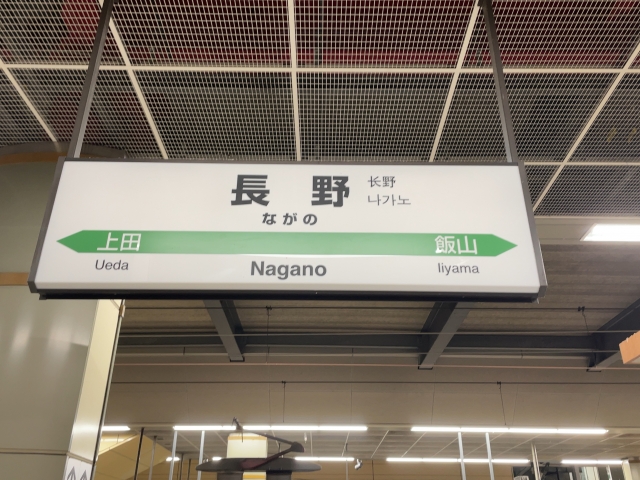 長野
长野
나가노
ながの
上田
飯山
Ueda
Nagano
Iiyama